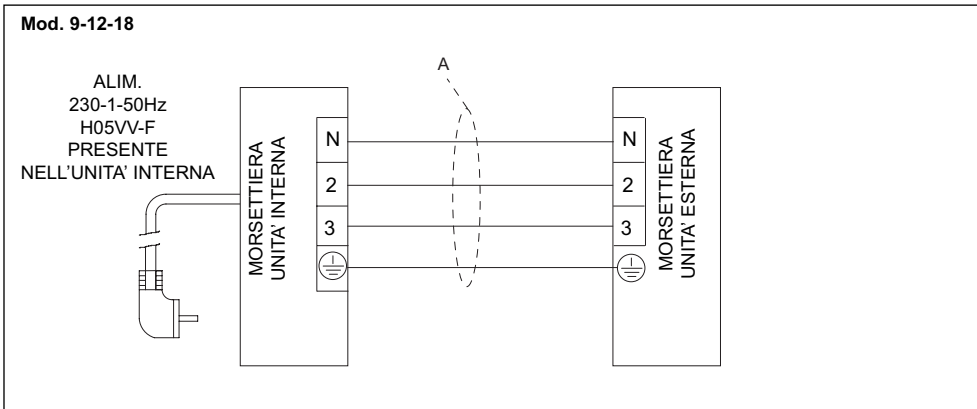 Mod. 9-12-18
A
ALIM.
230-1-50Hz
H05VV-F
PRESENTE
NELL'UNITA' INTERNA
MORSETTIERA
UNITA' INTERNA
N
2
3
N
2
3
MORSETTIERA
UNITA' ESTERNA